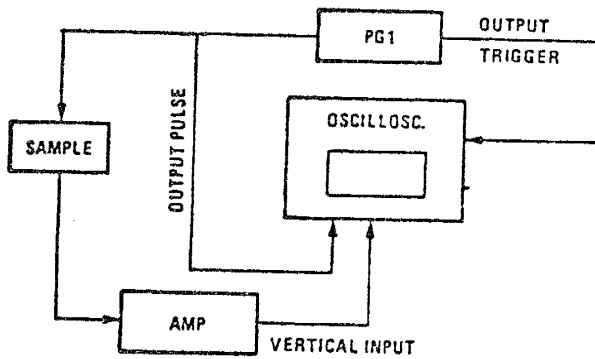 PG1
OUTPUT
TRIGGER
OSCILLOSC.
SAMPLE
OUTPUT PULSE
AMP
VERTICAL INPUT